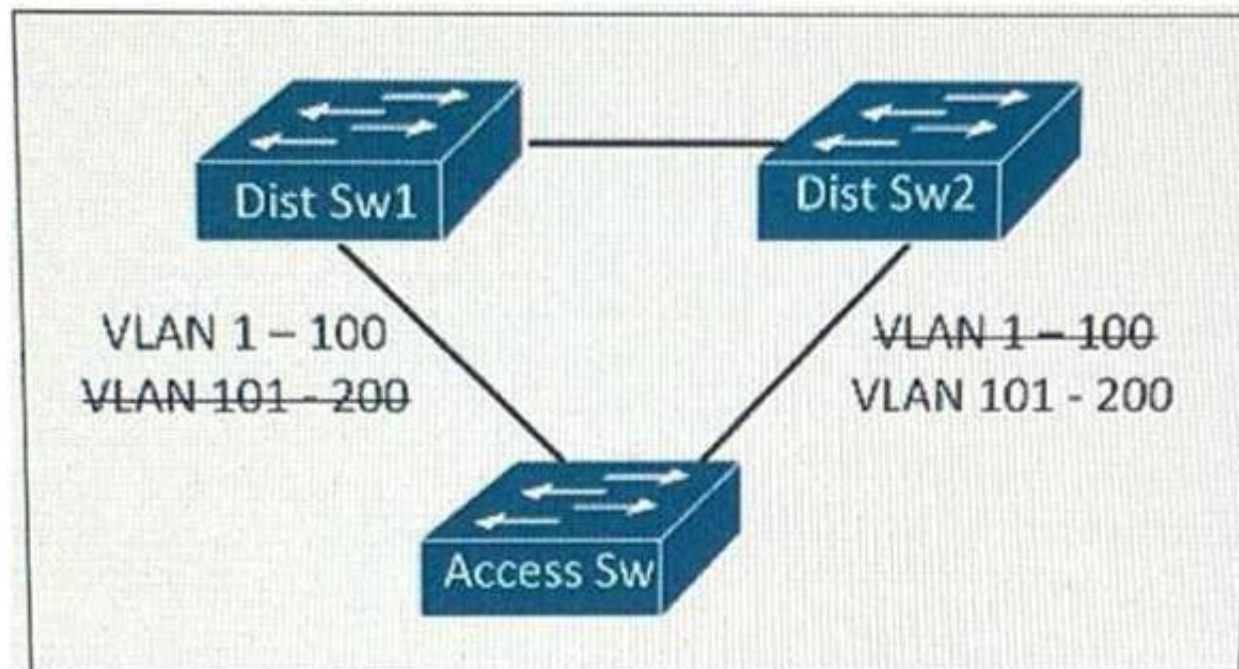 Dist Sw1
Dist Sw2
VLAN 1 – 100
VLAN 101 - 200
VLAN 1 – 100
VLAN 101 - 200
Access Sw